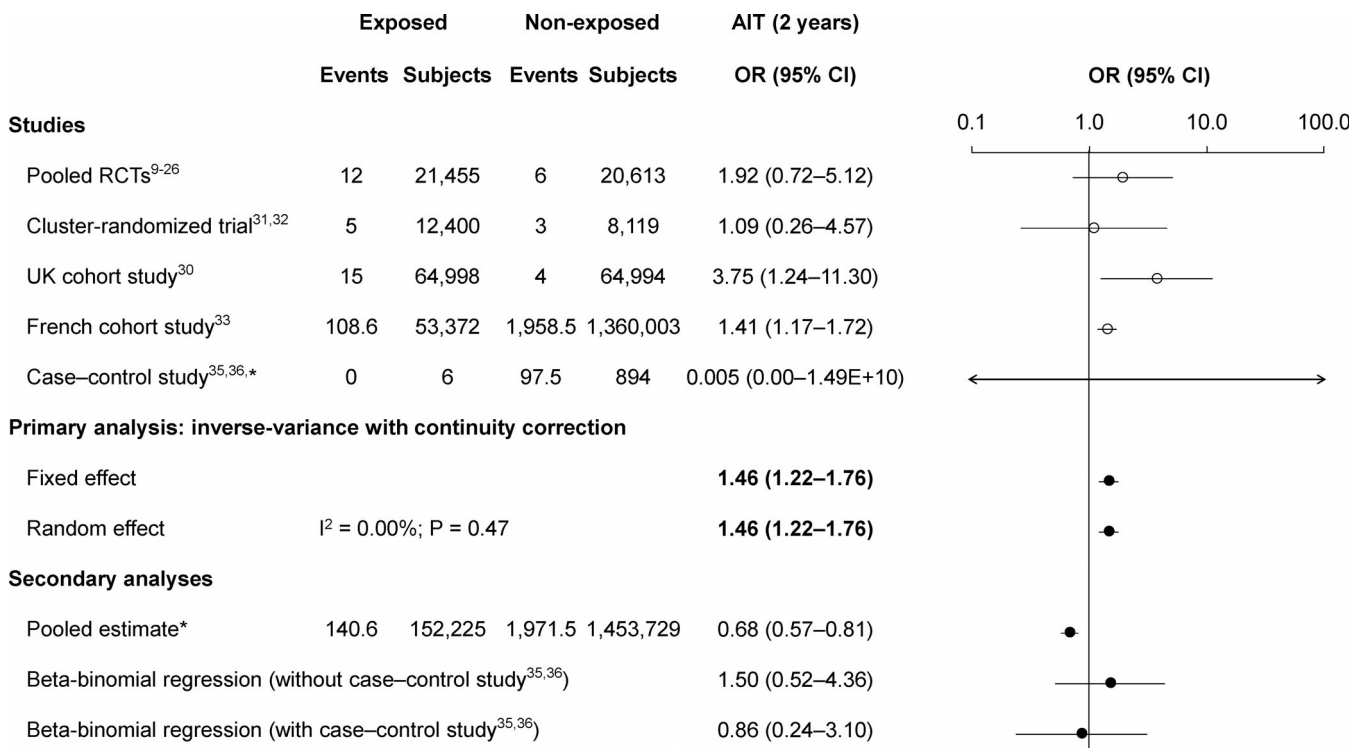 Exposed Non-exposed AIT (2 years)
Events Subjects Events Subjects OR (95% CI) OR (95% CI)
Studies 0.1 1.0 10.0 100.0
Pooled RCTs9-26 12 21,455 6 20,613 1.92 (0.72–5.12)
Cluster-randomized trial31,32 5 12,400 3 8,119 1.09 (0.26–4.57)
UK cohort study30 15 64,998 4 64,994 3.75 (1.24–11.30)
French cohort study33 108.6 53,372 1,958.5 1,360,003 1.41 (1.17–1.72)
Case–control study35,36,* 0 6 97.5 894 0.005 (0.00–1.49E+10)
Primary analysis: inverse-variance with continuity correction
Fixed effect 1.46 (1.22–1.76)
Random effect I2 = 0.00%; P = 0.47 1.46 (1.22–1.76)
Secondary analyses
Pooled estimate* 140.6 152,225 1,971.5 1,453,729 0.68 (0.57–0.81)
Beta-binomial regression (without case–control study35,36) 1.50 (0.52–4.36)
Beta-binomial regression (with case–control study35,36) 0.86 (0.24–3.10)